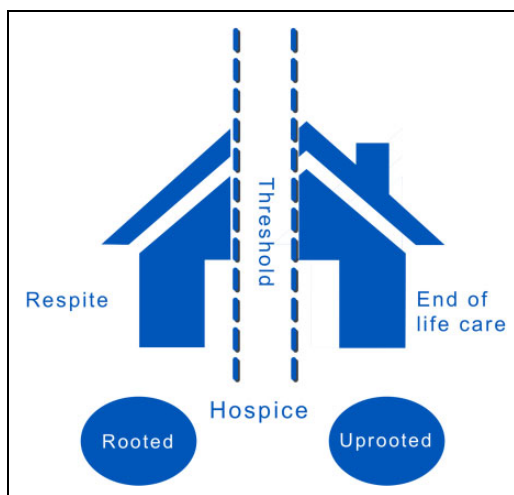 Threshold
Respite
End of
life care
Hospice
Rooted
Uprooted